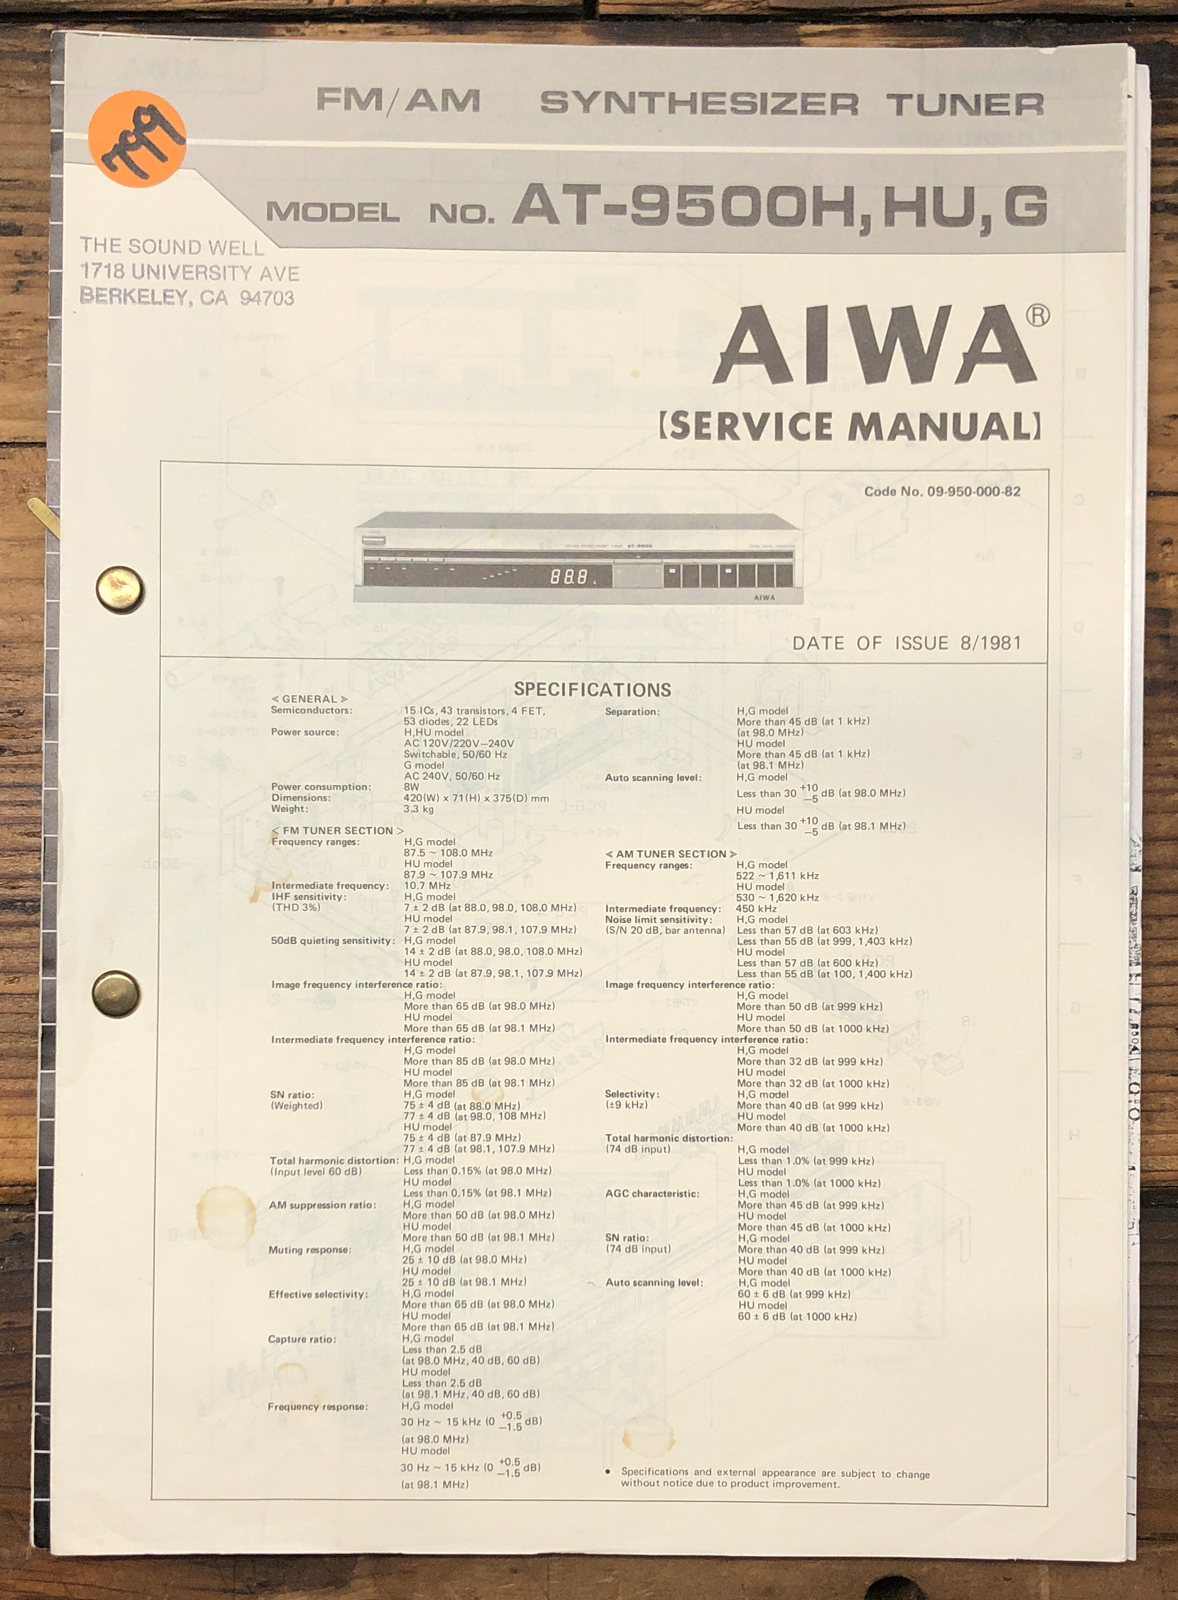 FM/AM SYNTHESIZER TUNER
799
MODEL NO. AT-9500H, HU, G
THE SOUND WELL
1718 UNIVERSITY AVE
BERKELEY, CA 94703
AIWA®
【SERVICE MANUAL】
Code No. 09-950-000-82
AT-9500
88.8.
AIWA
DATE OF ISSUE 8/1981
SPECIFICATIONS
< GENERAL >
Semiconductors: 15 ICs, 43 transistors, 4 FET,
53 diodes, 22 LEDs
Power source: H,HU model
AC 120V/220V–240V
Switchable, 50/60 Hz
G model
AC 240V, 50/60 Hz
Power consumption: 8W
Dimensions: 420(W) x 71(H) x 375(D) mm
Weight: 3.3 kg
< FM TUNER SECTION >
Frequency ranges: H,G model
87.5 ~ 108.0 MHz
HU model
87.9 ~ 107.9 MHz
Intermediate frequency: 10.7 MHz
IHF sensitivity: H,G model
(THD 3%) 7 ± 2 dB (at 88.0, 98.0, 108.0 MHz)
HU model
7 ± 2 dB (at 87.9, 98.1, 107.9 MHz)
50dB quieting sensitivity: H,G model
14 ± 2 dB (at 88.0, 98.0, 108.0 MHz)
HU model
14 ± 2 dB (at 87.9, 98.1, 107.9 MHz)
Image frequency interference ratio:
H,G model
More than 65 dB (at 98.0 MHz)
HU model
More than 65 dB (at 98.1 MHz)
Intermediate frequency interference ratio:
H,G model
More than 85 dB (at 98.0 MHz)
HU model
More than 85 dB (at 98.1 MHz)
SN ratio: H,G model
(Weighted) 75 ± 4 dB (at 88.0 MHz)
77 ± 4 dB (at 98.0, 108 MHz)
HU model
75 ± 4 dB (at 87.9 MHz)
77 ± 4 dB (at 98.1, 107.9 MHz)
Total harmonic distortion: H,G model
(Input level 60 dB) Less than 0.15% (at 98.0 MHz)
HU model
Less than 0.15% (at 98.1 MHz)
AM suppression ratio: H,G model
More than 50 dB (at 98.0 MHz)
HU model
More than 50 dB (at 98.1 MHz)
Muting response: H,G model
25 ± 10 dB (at 98.0 MHz)
HU model
25 ± 10 dB (at 98.1 MHz)
Effective selectivity: H,G model
More than 65 dB (at 98.0 MHz)
HU model
More than 65 dB (at 98.1 MHz)
Capture ratio: H,G model
Less than 2.5 dB
(at 98.0 MHz, 40 dB, 60 dB)
HU model
Less than 2.5 dB
(at 98.1 MHz, 40 dB, 60 dB)
Frequency response: H,G model
30 Hz ~ 15 kHz (0 +0.5 –1.5 dB)
(at 98.0 MHz)
HU model
30 Hz ~ 15 kHz (0 +0.5 –1.5 dB)
(at 98.1 MHz)
Separation: H,G model
More than 45 dB (at 1 kHz)
(at 98.0 MHz)
HU model
More than 45 dB (at 1 kHz)
(at 98.1 MHz)
Auto scanning level: H,G model
Less than 30 +10 –5 dB (at 98.0 MHz)
HU model
Less than 30 +10 –5 dB (at 98.1 MHz)
< AM TUNER SECTION >
Frequency ranges: H,G model
522 ~ 1,611 kHz
HU model
530 ~ 1,620 kHz
Intermediate frequency: 450 kHz
Noise limit sensitivity: H,G model
(S/N 20 dB, bar antenna) Less than 57 dB (at 603 kHz)
Less than 55 dB (at 999, 1,403 kHz)
HU model
Less than 57 dB (at 600 kHz)
Less than 55 dB (at 100, 1,400 kHz)
Image frequency interference ratio:
H,G model
More than 50 dB (at 999 kHz)
HU model
More than 50 dB (at 1000 kHz)
Intermediate frequency interference ratio:
H,G model
More than 32 dB (at 999 kHz)
HU model
More than 32 dB (at 1000 kHz)
Selectivity: H,G model
(±9 kHz) More than 40 dB (at 999 kHz)
HU model
More than 40 dB (at 1000 kHz)
Total harmonic distortion:
(74 dB input) H,G model
Less than 1.0% (at 999 kHz)
HU model
Less than 1.0% (at 1000 kHz)
AGC characteristic: H,G model
More than 45 dB (at 999 kHz)
HU model
More than 45 dB (at 1000 kHz)
SN ratio: H,G model
(74 dB input) More than 40 dB (at 999 kHz)
HU model
More than 40 dB (at 1000 kHz)
Auto scanning level: H,G model
60 ± 6 dB (at 999 kHz)
HU model
60 ± 6 dB (at 1000 kHz)
• Specifications and external appearance are subject to change
without notice due to product improvement.